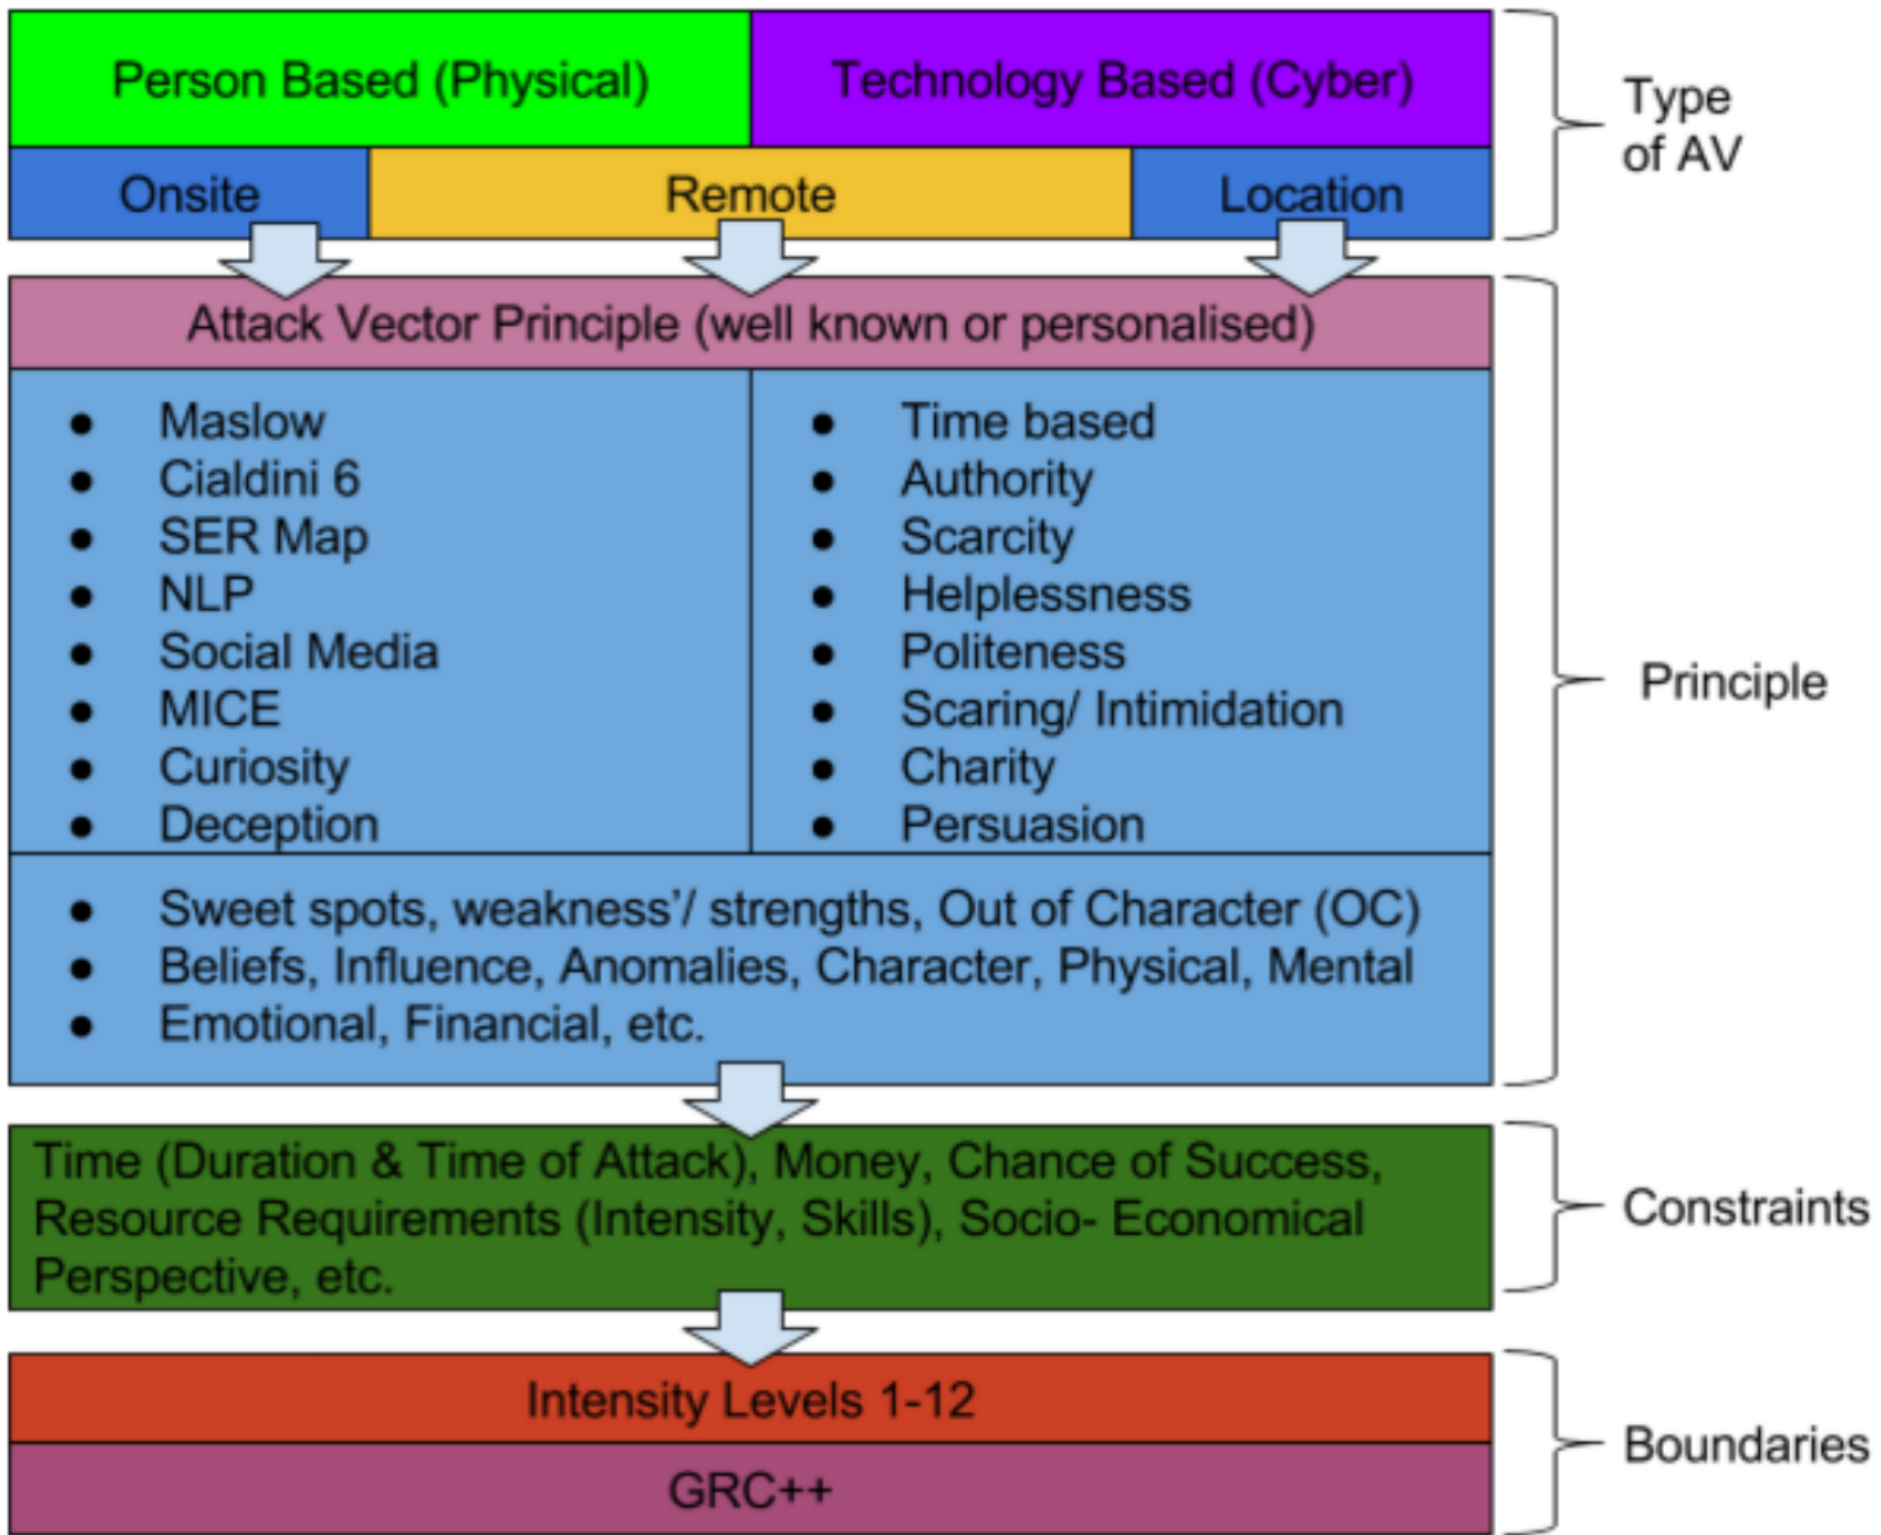 Person Based (Physical)
Technology Based (Cyber)
Type
of AV
Onsite
Remote
Location
Attack Vector Principle (well known or personalised)
● Maslow
● Cialdini 6
● SER Map
● NLP
● Social Media
● MICE
● Curiosity
● Deception
● Time based
● Authority
● Scarcity
● Helplessness
● Politeness
● Scaring/ Intimidation
● Charity
● Persuasion
● Sweet spots, weakness’/ strengths, Out of Character (OC)
● Beliefs, Influence, Anomalies, Character, Physical, Mental
● Emotional, Financial, etc.
Principle
Time (Duration & Time of Attack), Money, Chance of Success,
Resource Requirements (Intensity, Skills), Socio- Economical
Perspective, etc.
Constraints
Intensity Levels 1-12
GRC++
Boundaries